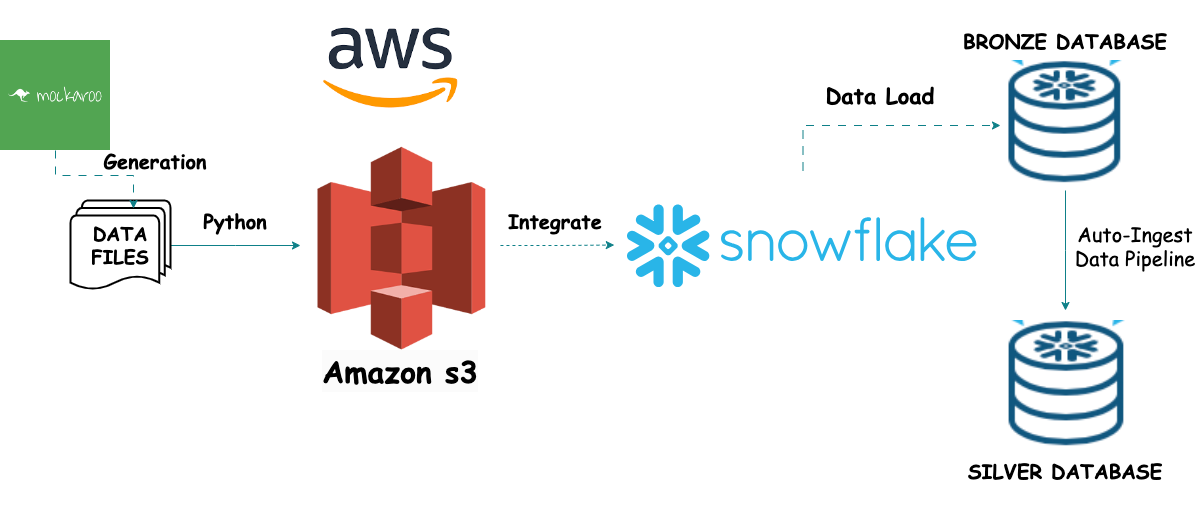 aws
BRONZE DATABASE
mockaroo
Data Load
Generation
Python
Integrate
DATA
FILES
snowflake
Auto-Ingest
Data Pipeline
Amazon s3
SILVER DATABASE